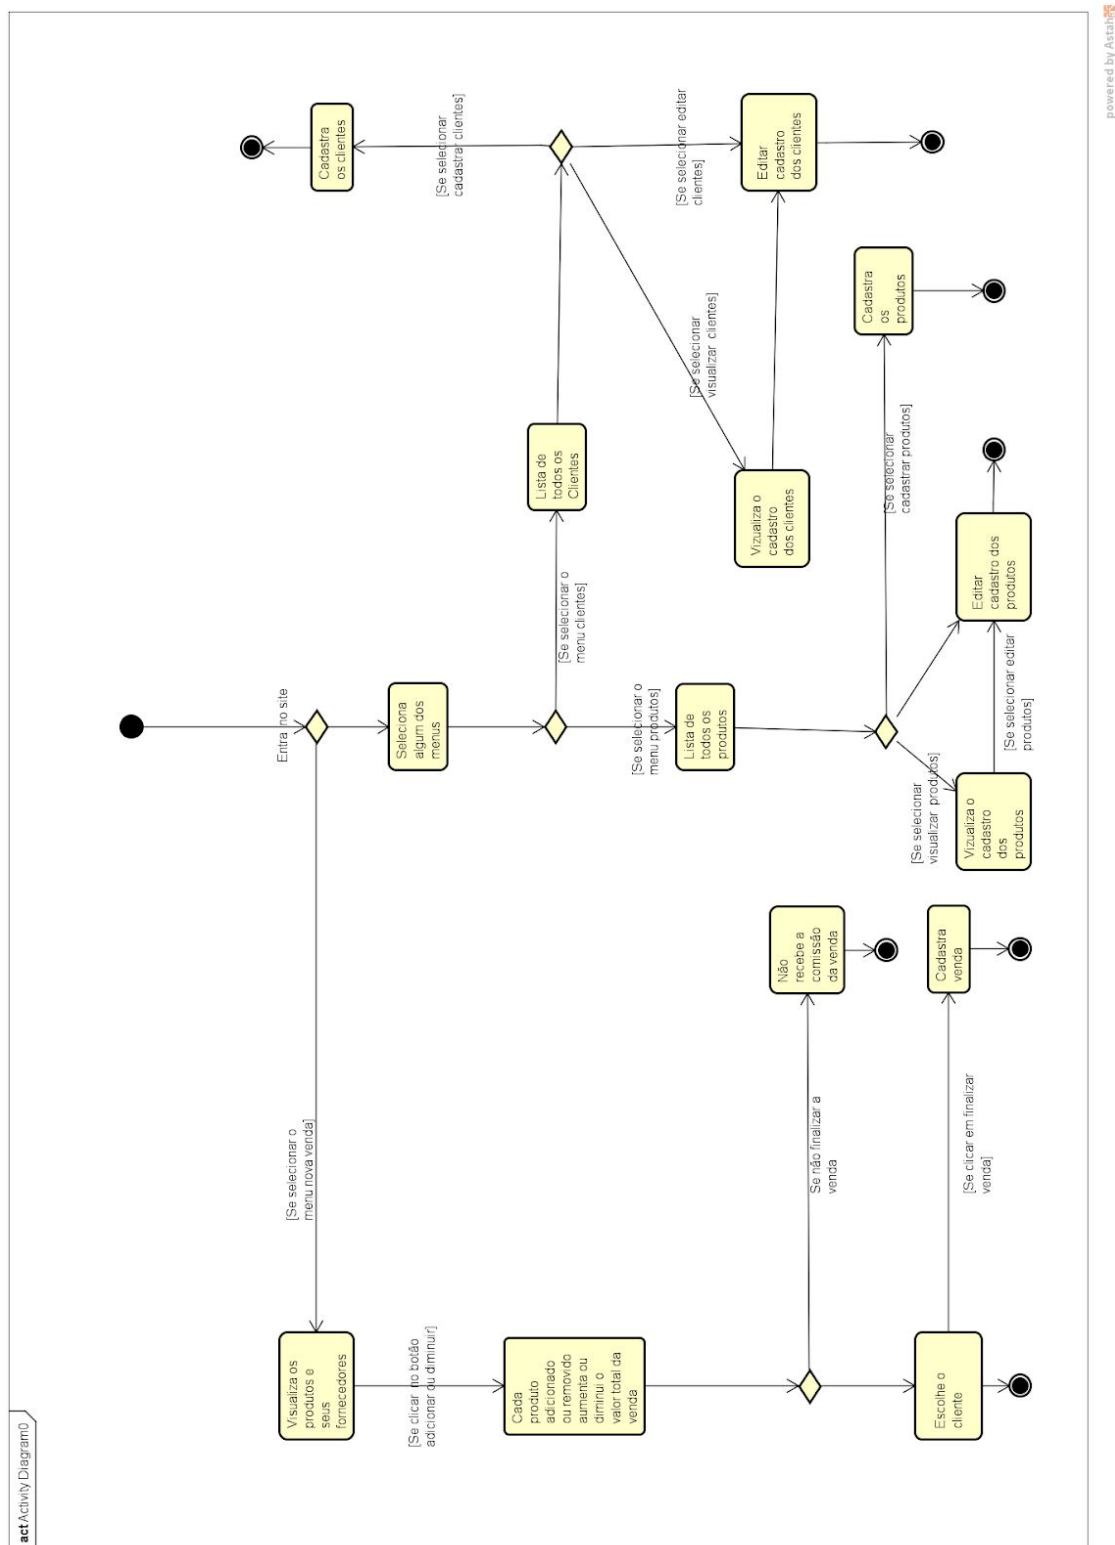 act Activity Diagram0
Entra no site
[Se selecionar o
menu nova venda]
Visualiza os
produtos e
seus
fornecedores
[Se clicar no botão
adicionar ou diminuir]
Cada
produto
adicionado
ou removido
aumenta ou
diminui o
valor total da
venda
Se não finalizar a
venda
Não
recebe a
comissão
da venda
Escolhe o
cliente
[Se clicar em finalizar
venda]
Cadastra
venda
Seleciona
algum dos
menus
[Se selecionar o
menu produtos]
Lista de
todos os
produtos
[Se selecionar
visualizar produtos]
Vizualiza o
cadastro
dos
produtos
[Se selecionar editar
produtos]
Editar
cadastro dos
produtos
[Se selecionar
cadastrar produtos]
Cadastra
os
produtos
[Se selecionar o
menu clientes]
Lista de
todos os
Clientes
[Se selecionar
cadastrar clientes]
Cadastra
os clientes
[Se selecionar
visualizar clientes]
Vizualiza o
cadastro
dos clientes
[Se selecionar editar
clientes]
Editar
cadastro
dos clientes
powered by Astah